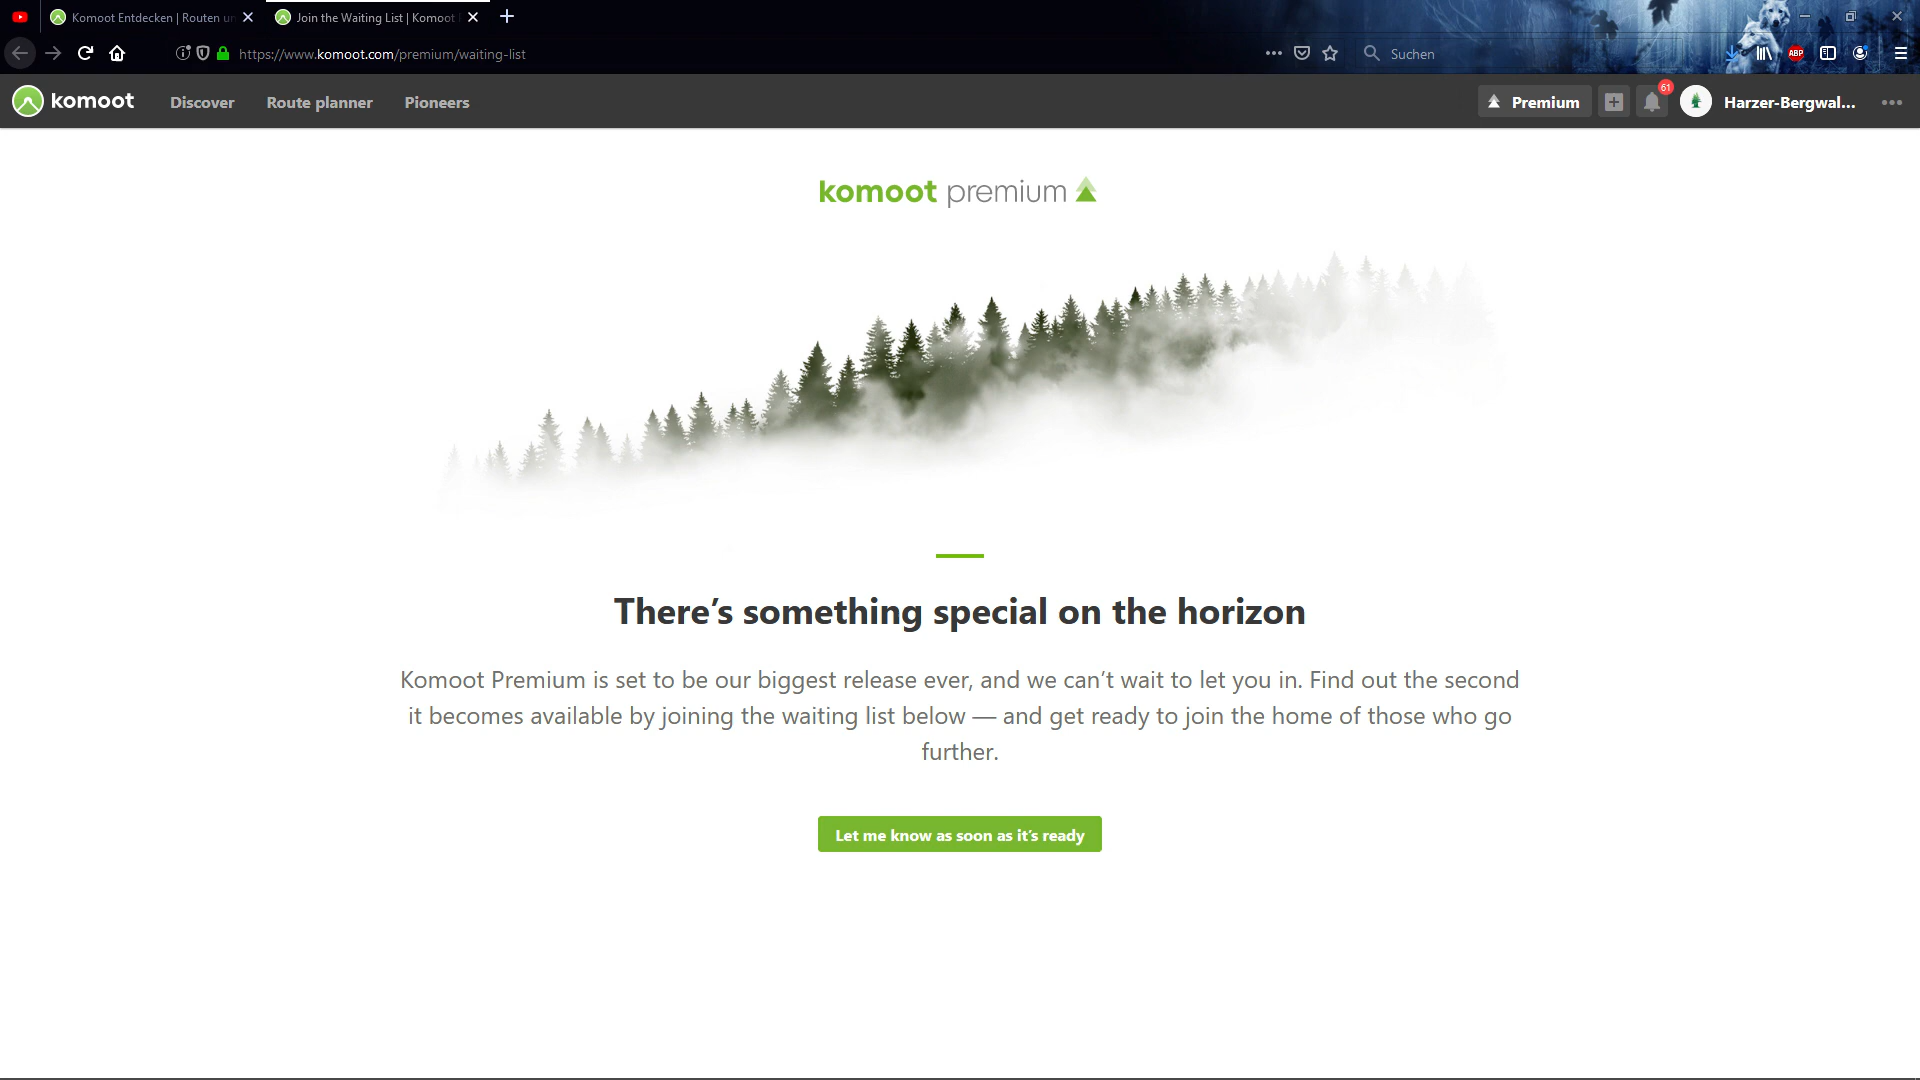 Komoot Entdecken | Routen un
Join the Waiting List | Komoot
https://www.komoot.com/premium/waiting-list
Suchen
ABP
komoot
Discover
Route planner
Pioneers
Premium
61
Harzer-Bergwal...
komoot premium
There’s something special on the horizon
Komoot Premium is set to be our biggest release ever, and we can’t wait to let you in. Find out the second
it becomes available by joining the waiting list below — and get ready to join the home of those who go
further.
Let me know as soon as it’s ready